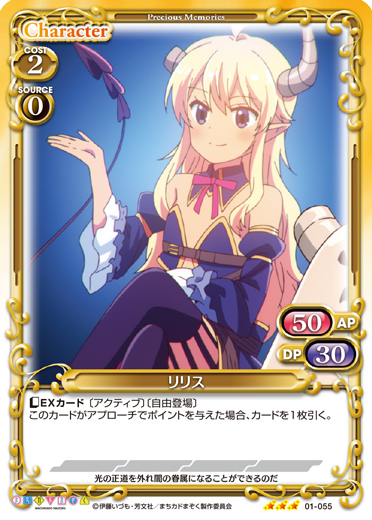 Precious Memories
Character
COST
2
SOURCE
0
50 AP
DP 30
リリス
EXカード [アクティブ] [自由登場]
このカードがアプローチでポイントを与えた場合、カードを1枚引く。
光の正道を外れ闇の眷属になることができるのだ
©伊藤いづも・芳文社／まちカドまぞく製作委員会
01-055